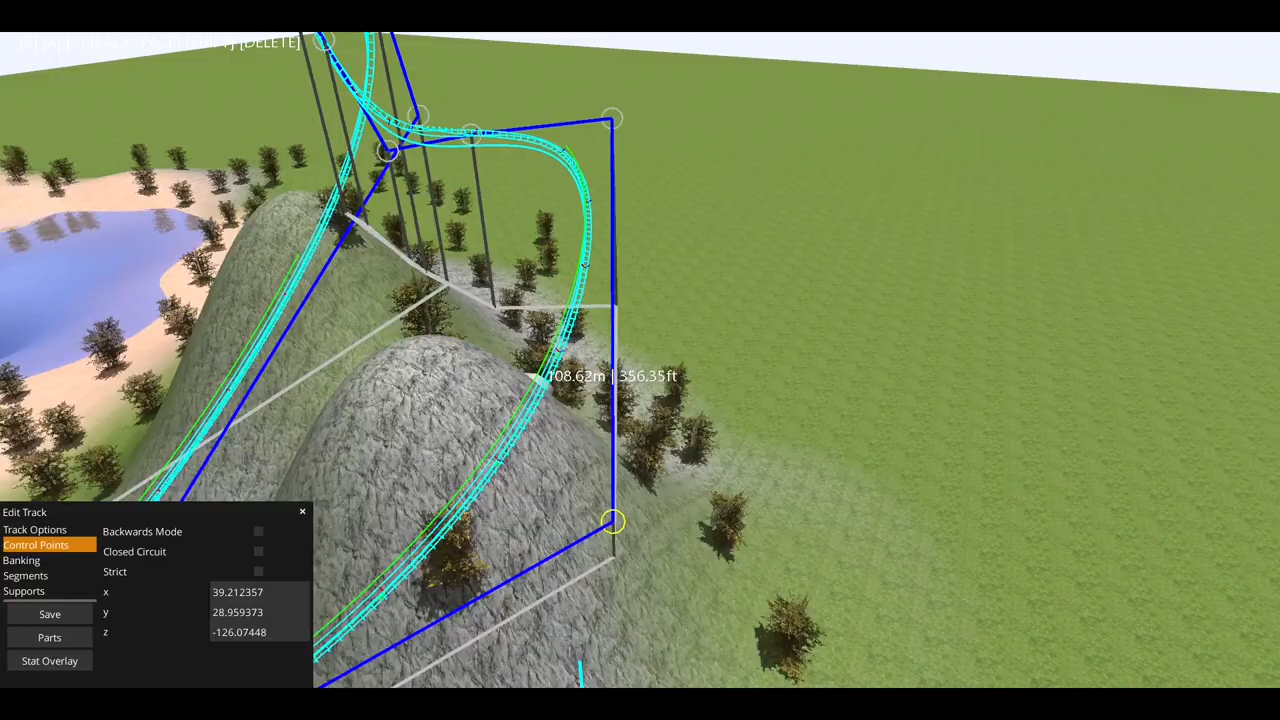 [DELETE]
108.62m | 356.35ft
Edit Track
Track Options
Control Points
Banking
Segments
Supports
Save
Parts
Stat Overlay
Backwards Mode
Closed Circuit
Strict
x 39.212357
y 28.959373
z -126.07448